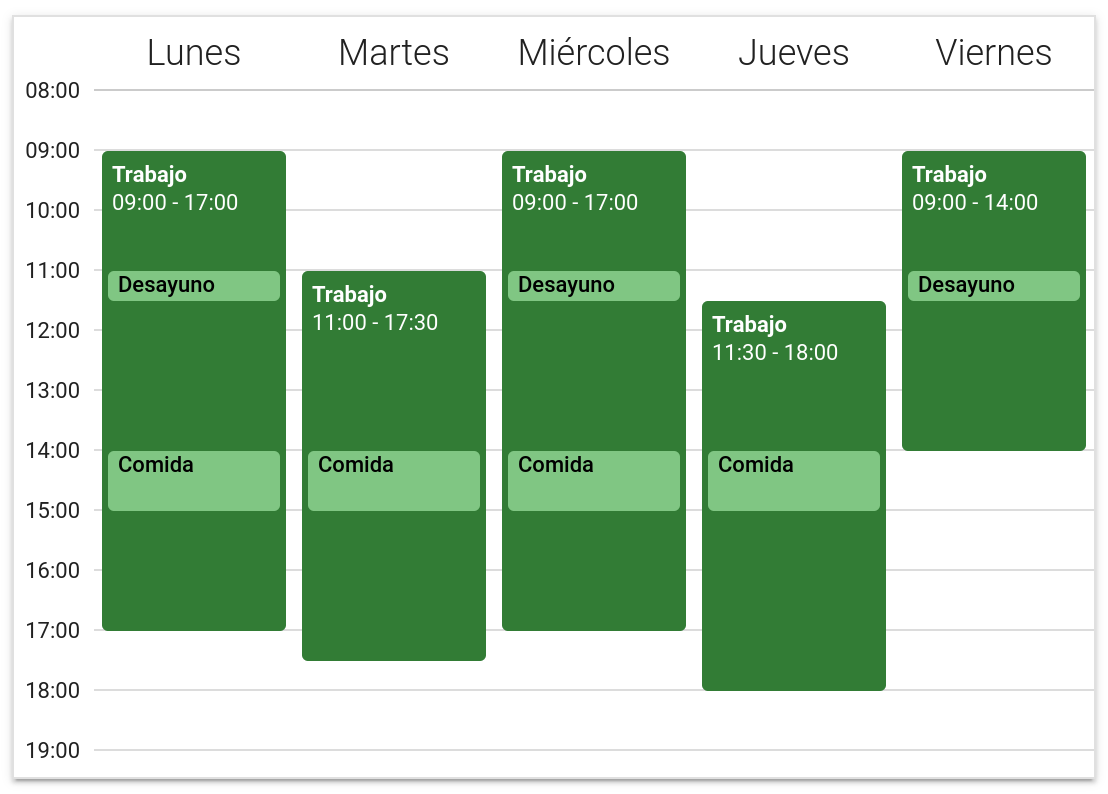 Lunes Martes Miércoles Jueves Viernes
08:00
09:00
Trabajo Trabajo Trabajo
09:00 - 17:00 09:00 - 17:00 09:00 - 14:00
10:00
11:00
Desayuno Desayuno Desayuno
Trabajo
11:00 - 17:30
Trabajo
12:00
11:30 - 18:00
13:00
14:00
Comida Comida Comida Comida
15:00
16:00
17:00
18:00
19:00